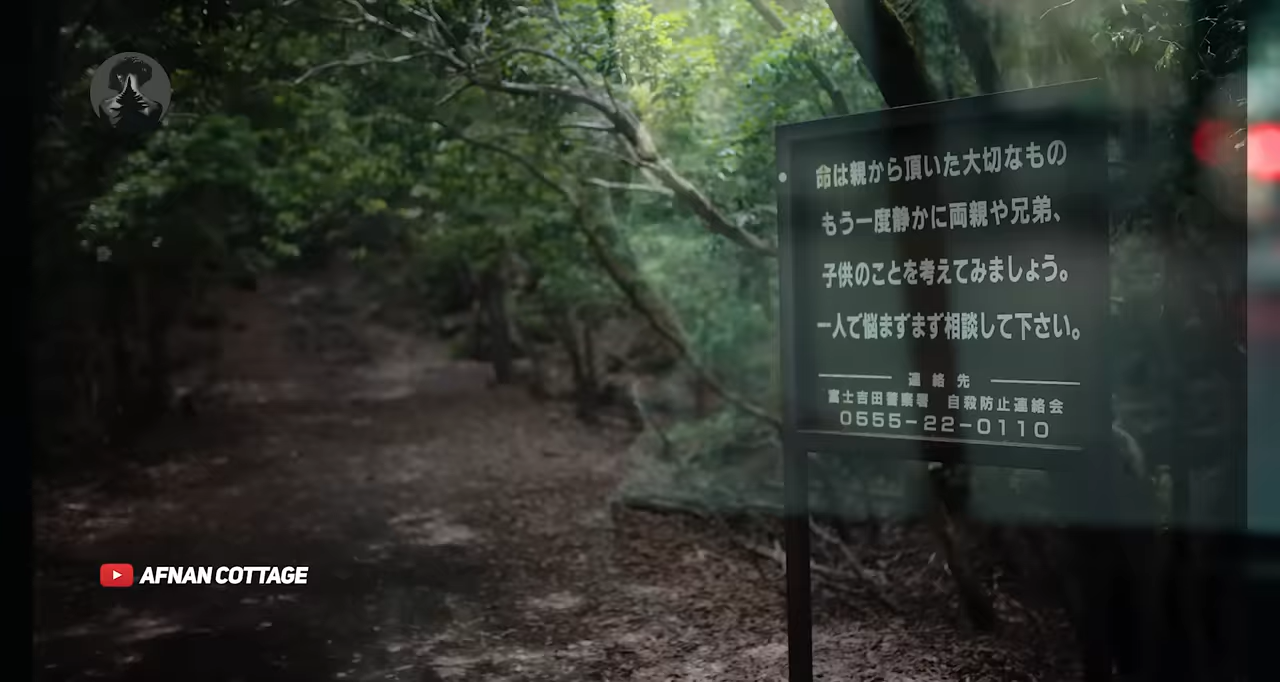 命は親から頂いた大切なもの
もう一度静かに両親や兄弟、
子供のことを考えてみましょう。
一人で悩まずまず相談して下さい。
連絡先
富士吉田警察署 自殺防止連絡会
0555-22-0110
AFNAN COTTAGE